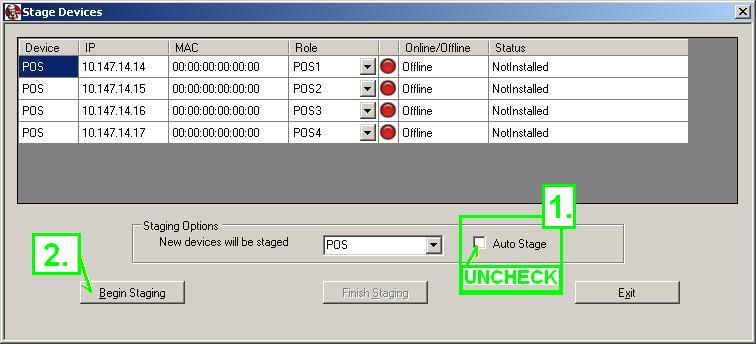 Stage Devices
Device IP MAC Role Online/Offline Status
POS 10.147.14.14 00:00:00:00:00:00 POS1 Offline NotInstalled
POS 10.147.14.15 00:00:00:00:00:00 POS2 Offline NotInstalled
POS 10.147.14.16 00:00:00:00:00:00 POS3 Offline NotInstalled
POS 10.147.14.17 00:00:00:00:00:00 POS4 Offline NotInstalled
1.
Staging Options
New devices will be staged POS Auto Stage
2.
UNCHECK
Begin Staging Finish Staging Exit